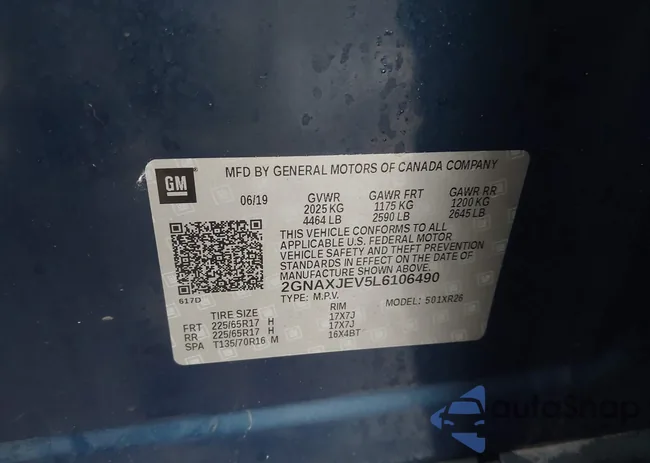 GM
MFD BY GENERAL MOTORS OF CANADA COMPANY
06/19 GVWR GAWR FRT GAWR RR
2025 KG 1175 KG 1200 KG
4464 LB 2590 LB 2645 LB
THIS VEHICLE CONFORMS TO ALL
APPLICABLE U.S. FEDERAL MOTOR
VEHICLE SAFETY AND THEFT PREVENTION
STANDARDS IN EFFECT ON THE DATE OF
MANUFACTURE SHOWN ABOVE.
2GNAXJEV5L6106490
617D
TYPE: M.P.V. MODEL: 501XR26
TIRE SIZE RIM
FRT 225/65R17 H 17X7J
RR 225/65R17 H 17X7J
SPA T135/70R16 M 16X4BT
autoShop